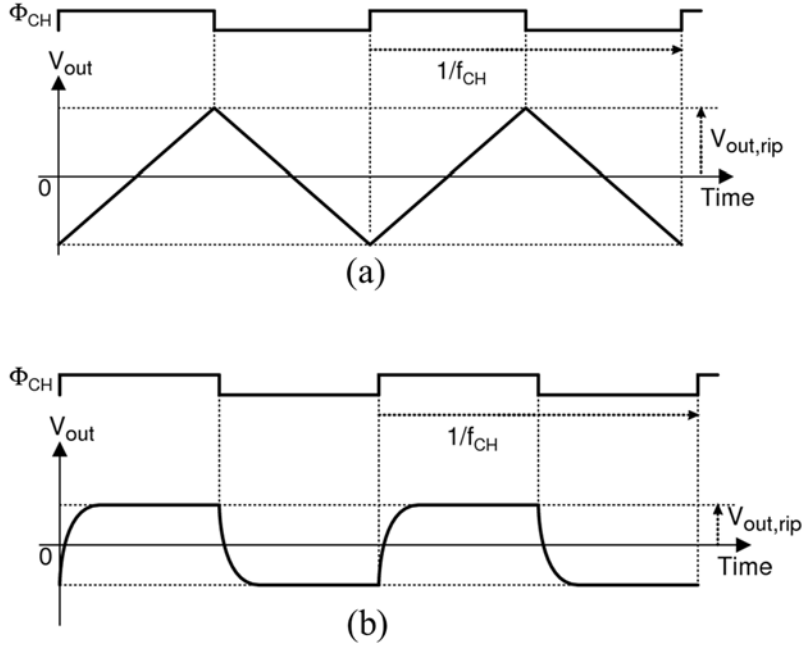 Φ_CH
V_out
1/f_CH
V_out,rip
0
Time
(a)
Φ_CH
V_out
1/f_CH
V_out,rip
0
Time
(b)